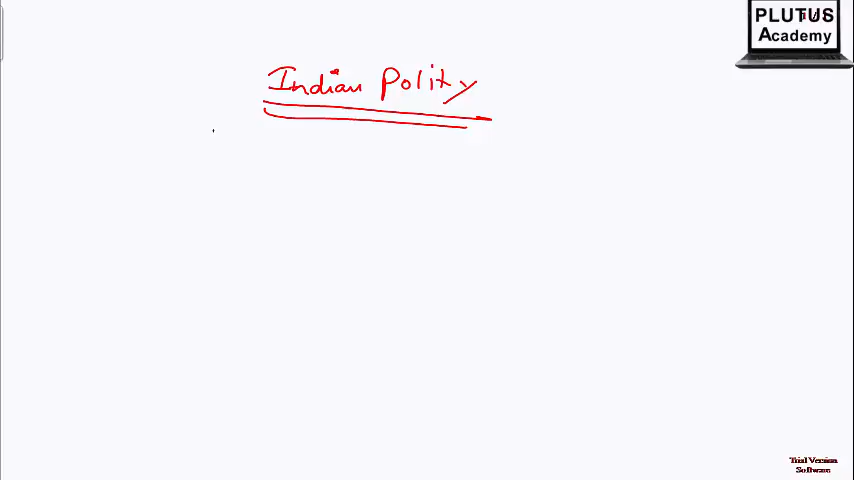 PLUTUS
Academy
Indian Polity
Trial Version
Software